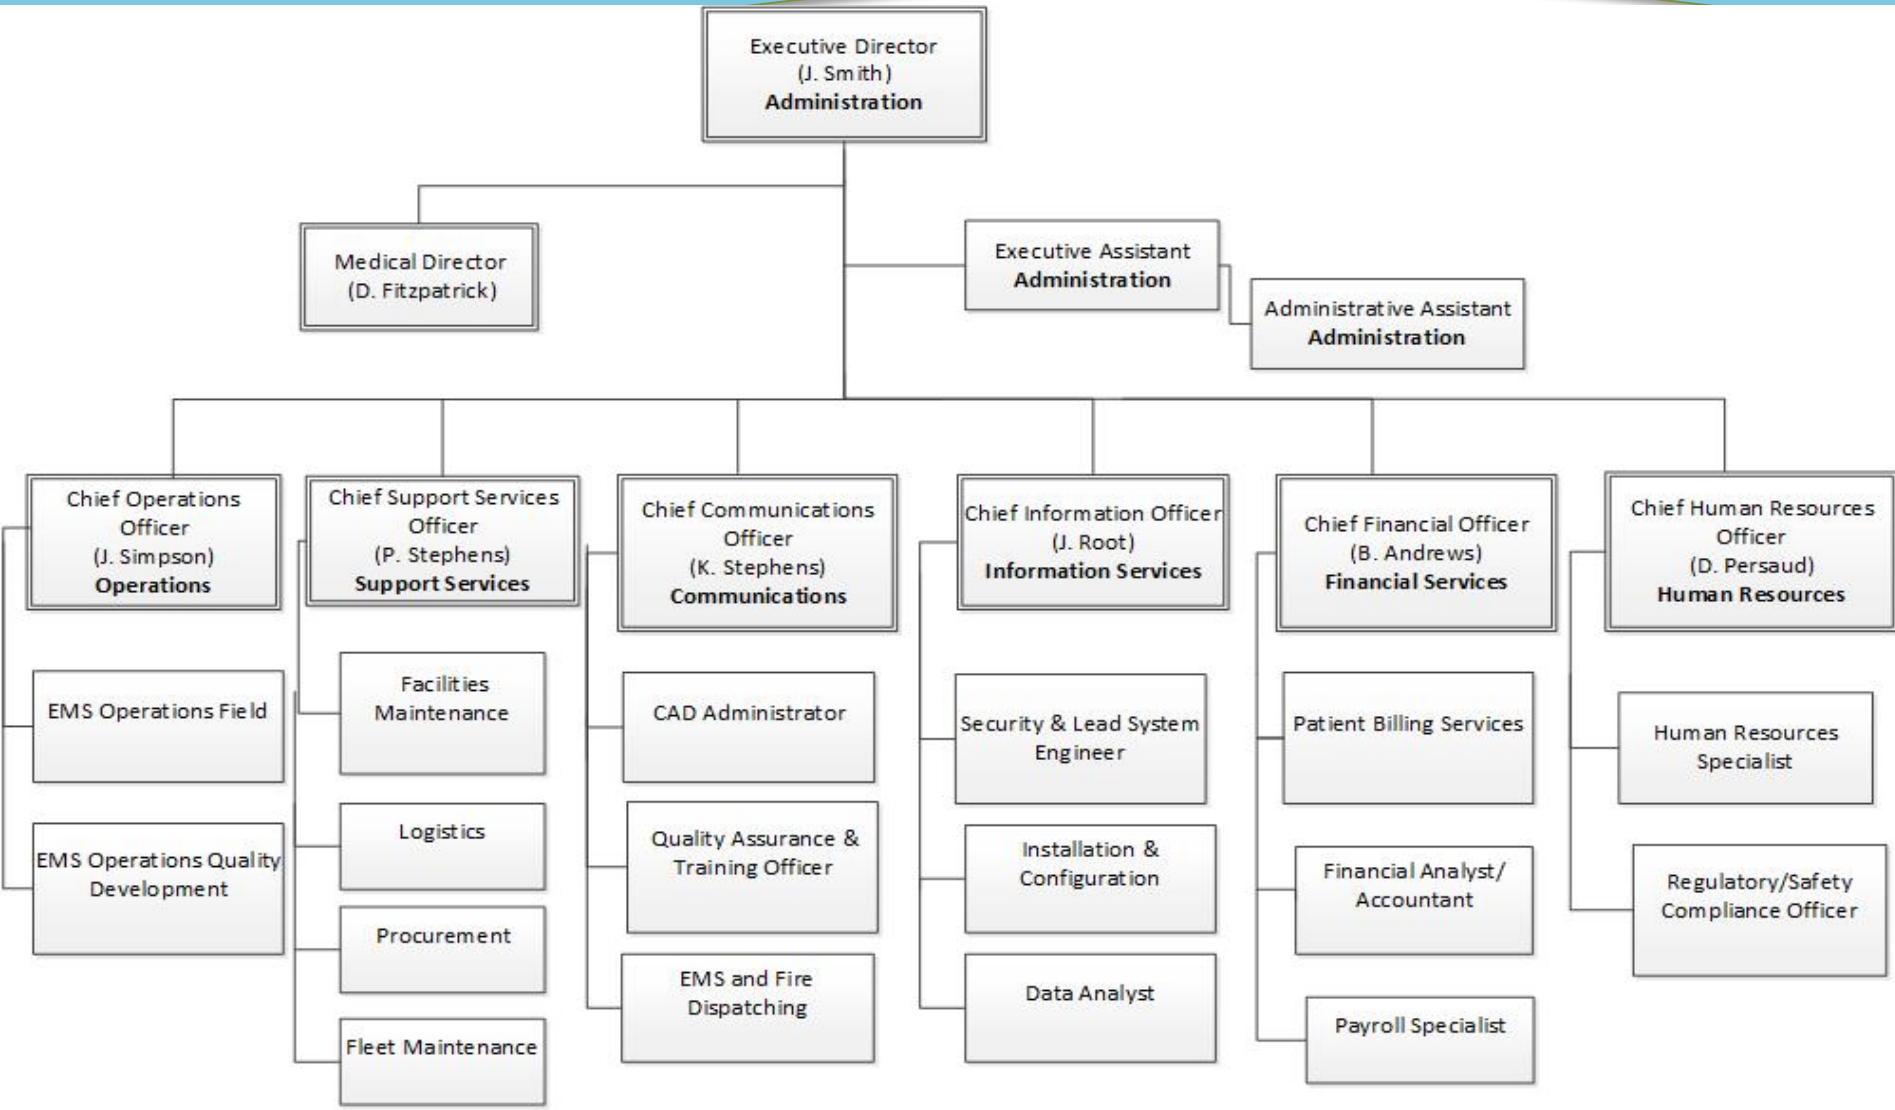 Executive Director
(J. Smith)
Administration
Medical Director
(D. Fitzpatrick)
Executive Assistant
Administration
Administrative Assistant
Administration
Chief Operations
Officer
(J. Simpson)
Operations
Chief Support Services
Officer
(P. Stephens)
Support Services
Chief Communications
Officer
(K. Stephens)
Communications
Chief Information Officer
(J. Root)
Information Services
Chief Financial Officer
(B. Andrews)
Financial Services
Chief Human Resources
Officer
(D. Persaud)
Human Resources
EMS Operations Field
EMS Operations Quality
Development
Facilities
Maintenance
Logistics
Procurement
Fleet Maintenance
CAD Administrator
Quality Assurance &
Training Officer
EMS and Fire
Dispatching
Security & Lead System
Engineer
Installation &
Configuration
Data Analyst
Patient Billing Services
Financial Analyst/
Accountant
Payroll Specialist
Human Resources
Specialist
Regulatory/Safety
Compliance Officer